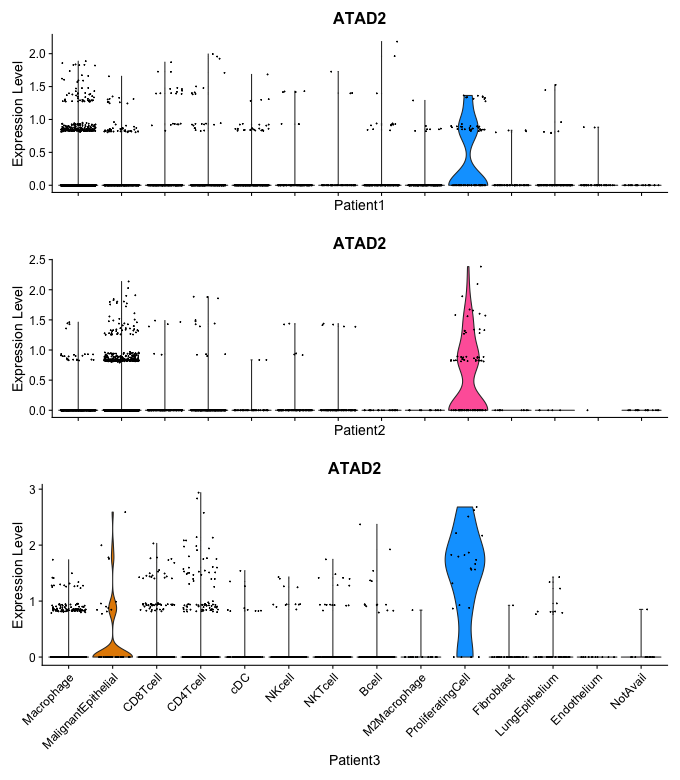 ATAD2
Expression Level
2.0
1.5
1.0
0.5
0.0
Patient1
ATAD2
Expression Level
2.5
2.0
1.5
1.0
0.5
0.0
Patient2
ATAD2
Expression Level
3
2
1
0
Macrophage
MalignantEpithelial
CD8Tcell
CD4Tcell
cDC
NKcell
NKTcell
Bcell
M2Macrophage
ProliferatingCell
Fibroblast
LungEpithelium
Endothelium
NotAvail
Patient3